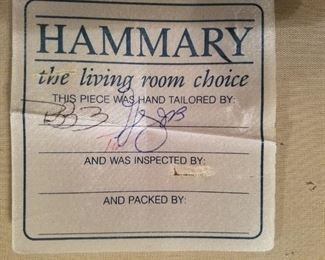 HAMMARY
the living room choice
THIS PIECE WAS HAND TAILORED BY:
AND WAS INSPECTED BY:
AND PACKED BY: